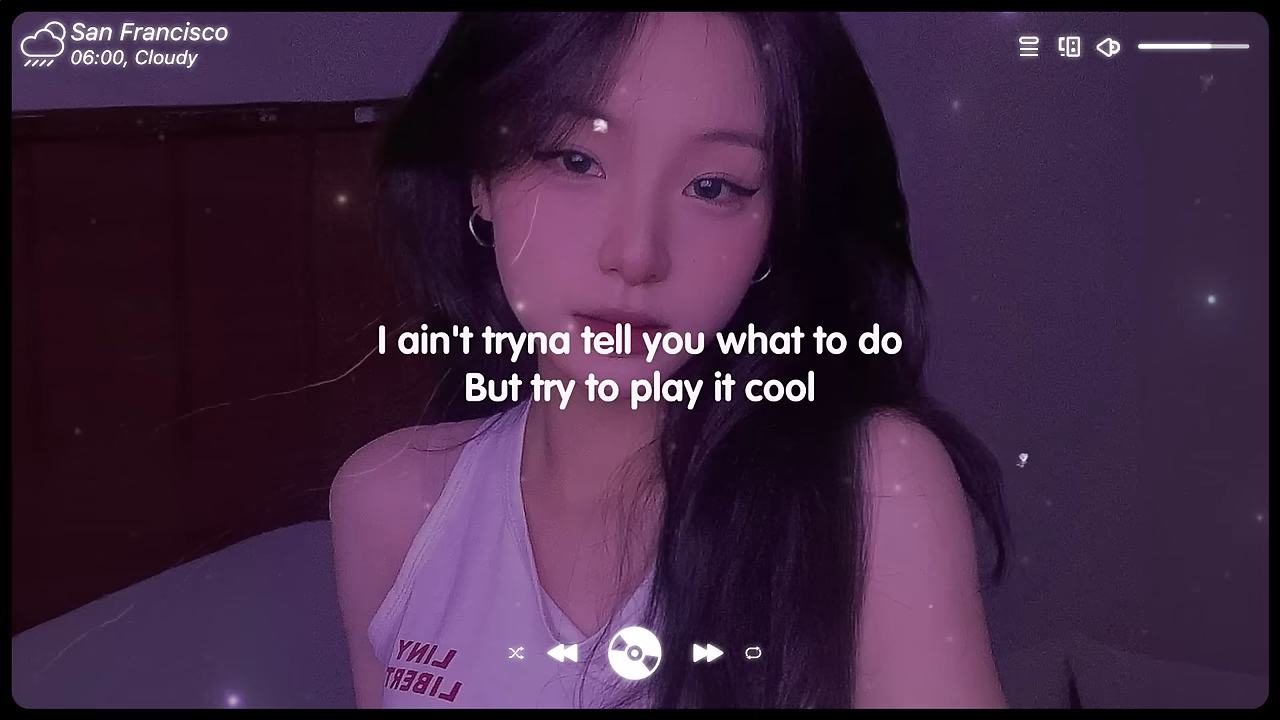 San Francisco
06:00, Cloudy
I ain't tryna tell you what to do
But try to play it cool
LINY
LIBERT